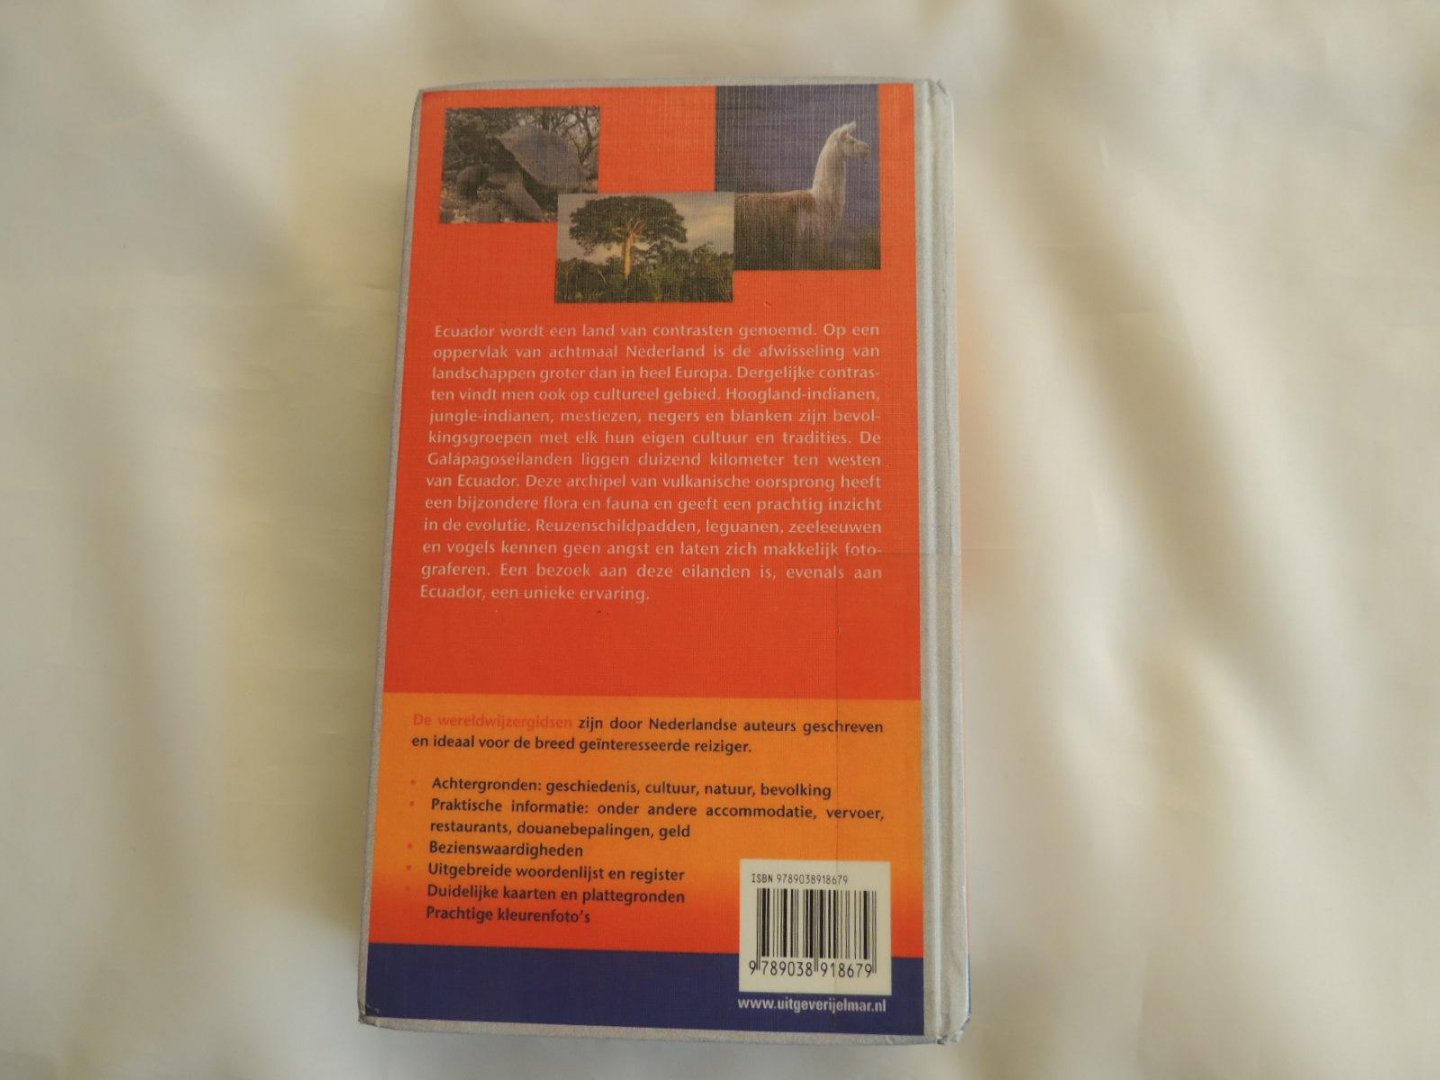 Ecuador wordt een land van contrasten genoemd. Op een
oppervlak van achtmaal Nederland is de afwisseling van
landschappen groter dan in heel Europa. Dergelijke contras-
ten vindt men ook op cultureel gebied. Hoogland-indianen,
jungle-indianen, mestiezen, negers en blanken zijn bevol-
kingsgroepen met elk hun eigen cultuur en tradities. De
Galápagoseilanden liggen duizend kilometer ten westen
van Ecuador. Deze archipel van vulkanische oorsprong heeft
een bijzondere flora en fauna en geeft een prachtig inzicht
in de evolutie. Reuzenschildpadden, leguanen, zeeleeuwen
en vogels kennen geen angst en laten zich makkelijk foto-
graferen. Een bezoek aan deze eilanden is, evenals aan
Ecuador, een unieke ervaring.
De wereldwijzergidsen zijn door Nederlandse auteurs geschreven
en ideaal voor de breed geïnteresseerde reiziger.
• Achtergronden: geschiedenis, cultuur, natuur, bevolking
• Praktische informatie: onder andere accommodatie, vervoer,
restaurants, douanebepalingen, geld
• Bezienswaardigheden
• Uitgebreide woordenlijst en register
• Duidelijke kaarten en plattegronden
Prachtige kleurenfoto's
ISBN 9789038918679
9 789038 918679
www.uitgeverijelmar.nl